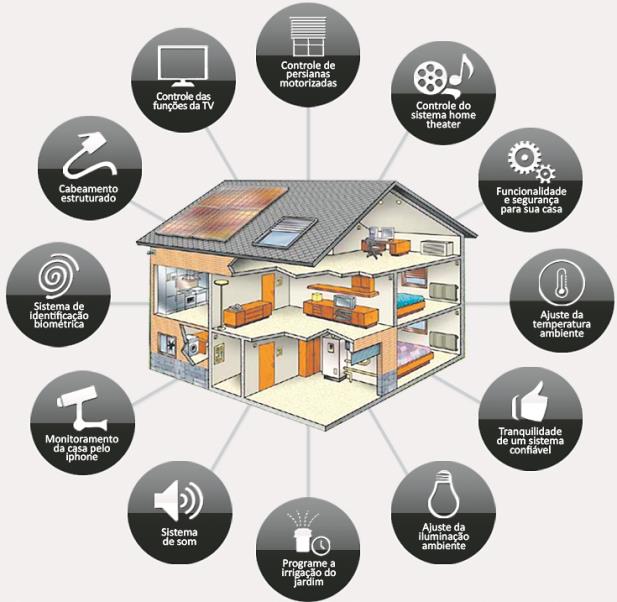 Controle de
persianas
motorizadas
Controle do
sistema home
theater
Funcionalidade
e segurança
para sua casa
Ajuste da
temperatura
ambiente
Tranquilidade
de um sistema
confiável
Ajuste da
iluminação
ambiente
Programe a
irrigação do
jardim
Sistema
de som
Monitoramento
da casa pelo
iphone
Sistema de
identificação
biométrica
Cabeamento
estruturado
Controle das
funções da TV